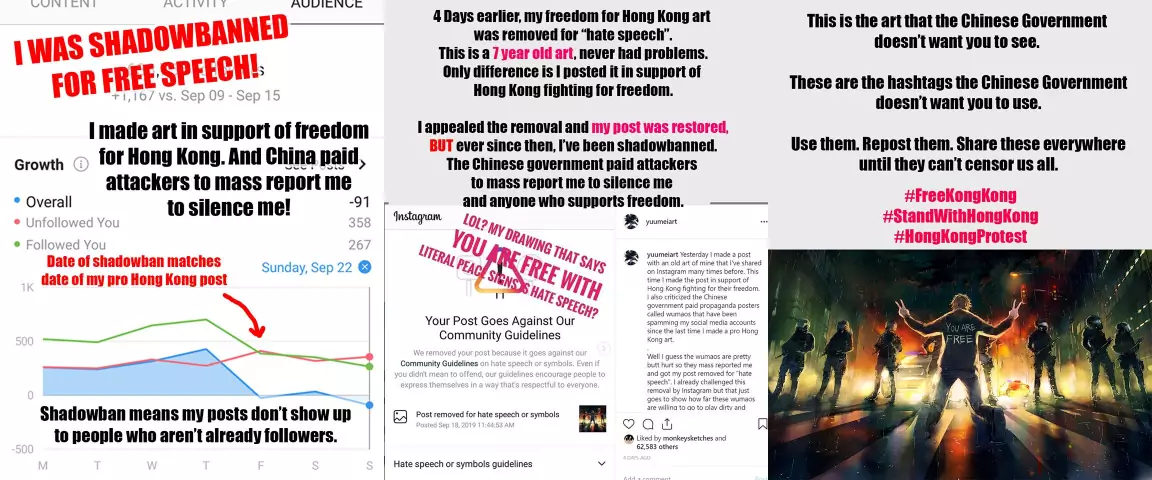 CONTENT
ACTIVITY
AUDIENCE
I WAS SHADOWBANNED
FOR FREE SPEECH!
+1,167 vs. Sep 09 - Sep 15
I made art in support of freedom
for Hong Kong. And China paid
attackers to mass report me
to silence me!
Growth
See Posts
Overall
-91
Unfollowed You
358
Followed You
267
Date of shadowban matches
date of my pro Hong Kong post
Sunday, Sep 22
1K
500
0
-500
Shadowban means my posts don't show up
to people who aren't already followers.
M
T
W
T
F
S
S
4 Days earlier, my freedom for Hong Kong art
was removed for “hate speech”.
This is a 7 year old art, never had problems.
Only difference is I posted it in support of
Hong Kong fighting for freedom.
I appealed the removal and my post was restored,
BUT ever since then, I've been shadowbanned.
The Chinese government paid attackers
to mass report me to silence me
and anyone who supports freedom.
Instagram
LOL? MY DRAWING THAT SAYS
YOU ARE FREE WITH
LITERAL PEACE SIGNS IS HATE SPEECH?
Your Post Goes Against Our
Community Guidelines
We removed your post because it goes against our
Community Guidelines on hate speech or symbols. Even if
you didn't mean to offend, our guidelines encourage people to
express themselves in a way that's respectful to everyone.
Post removed for hate speech or symbols
Posted Sep 18, 2019 11:44:53 AM
Hate speech or symbols guidelines
yuumeiart
yuumeiart Yesterday I made a post
with an old art of mine that I've shared
on Instagram many times before. This
time I made the post in support of
Hong Kong fighting for their freedom.
I also criticized the Chinese
government paid propaganda posters
called wumaos that have been
spamming my social media accounts
since the last time I made a pro Hong
Kong art.
.
Well I guess the wumaos are pretty
butt hurt so they mass reported me
and got my post removed for "hate
speech". I already challenged this
removal by Instagram but that just
goes to show how far these wumaos
are willing to go to play dirty and
Liked by monkeysketches and
62,583 others
4 DAYS AGO
Add a comment...
This is the art that the Chinese Government
doesn't want you to see.
These are the hashtags the Chinese Government
doesn't want you to use.
Use them. Repost them. Share these everywhere
until they can't censor us all.
#FreeKongKong
#StandWithHongKong
#HongKongProtest
YOU ARE
FREE